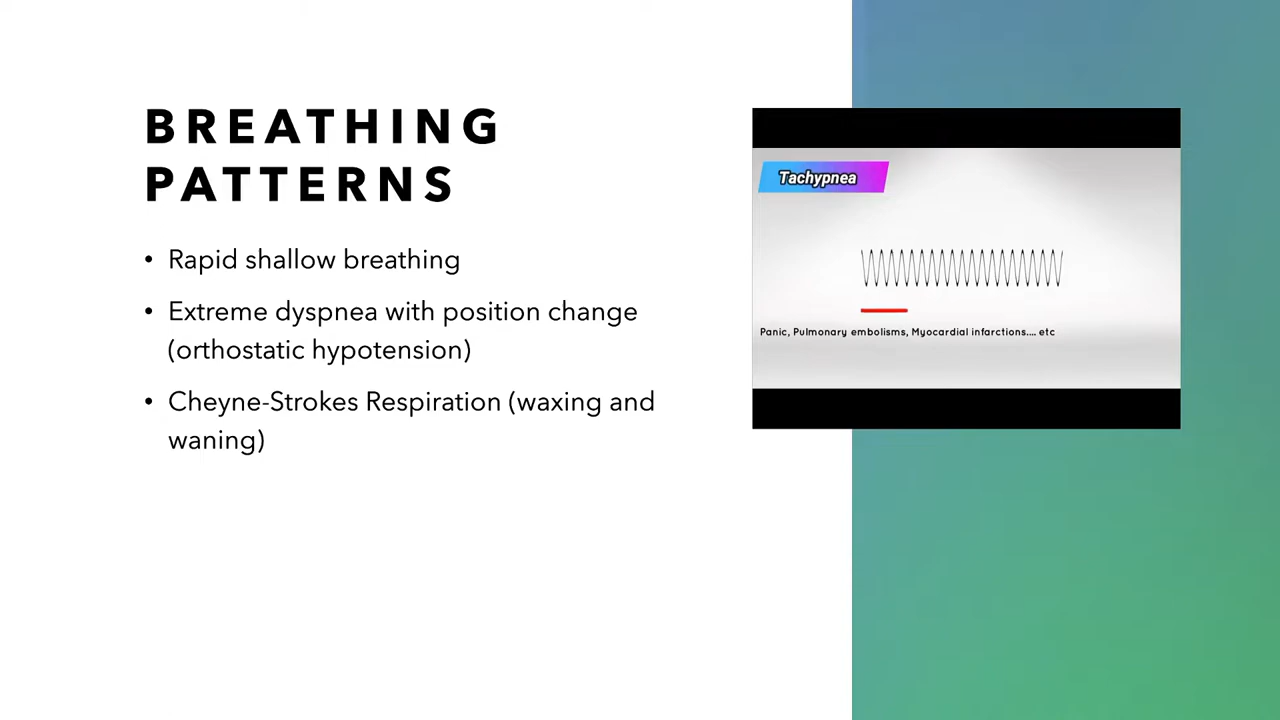 BREATHING
PATTERNS
• Rapid shallow breathing
• Extreme dyspnea with position change
(orthostatic hypotension)
• Cheyne-Strokes Respiration (waxing and
waning)
Tachypnea
Panic, Pulmonary embolisms, Myocardial infarctions.... etc